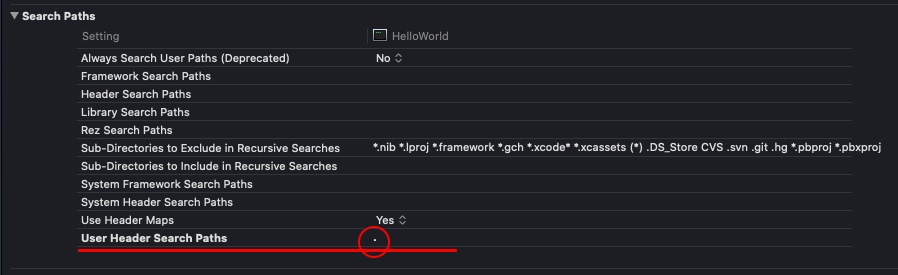 Search Paths
Setting HelloWorld
Always Search User Paths (Deprecated) No
Framework Search Paths
Header Search Paths
Library Search Paths
Rez Search Paths
Sub-Directories to Exclude in Recursive Searches *.nib *.lproj *.framework *.gch *.xcode* *.xcassets (*) .DS_Store CVS .svn .git .hg *.pbproj *.pbxproj
Sub-Directories to Include in Recursive Searches
System Framework Search Paths
System Header Search Paths
Use Header Maps Yes
User Header Search Paths .